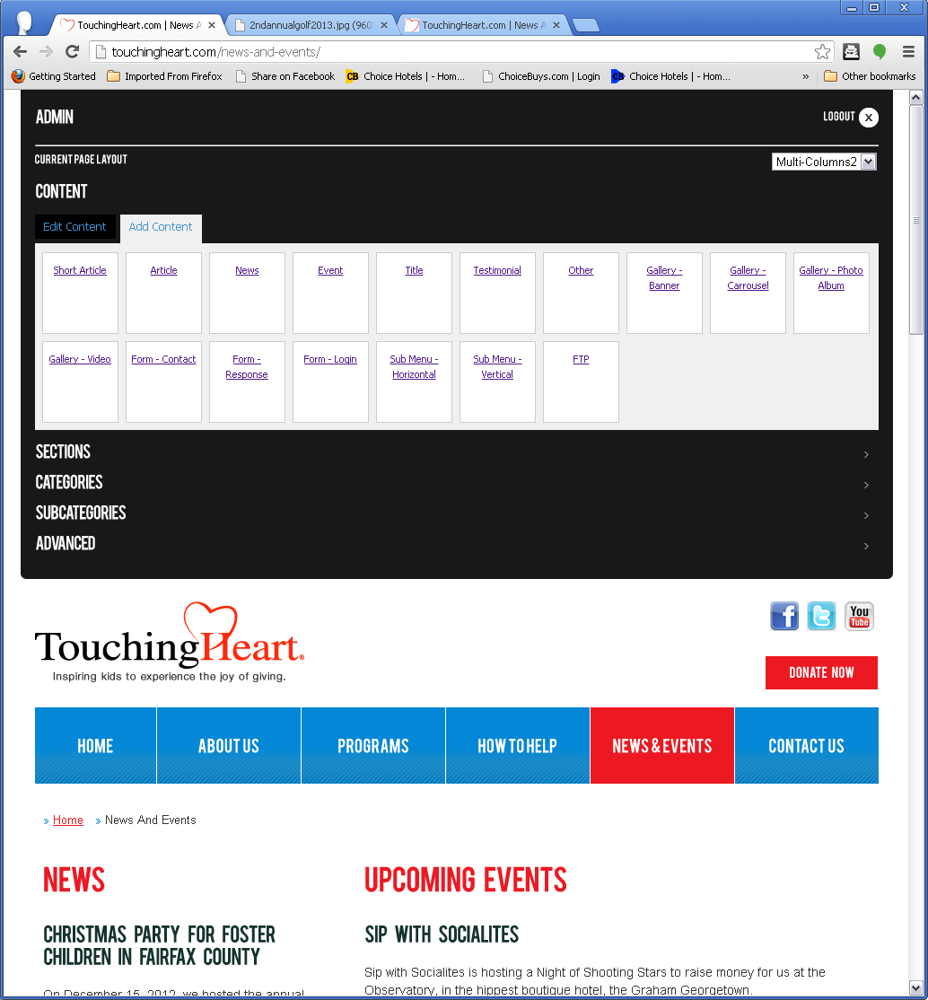 TouchingHeart.com | News A
2ndannualgolf2013.jpg (960
TouchingHeart.com | News A
touchingheart.com/news-and-events/
Getting Started Imported From Firefox Share on Facebook CB Choice Hotels | - Hom... ChoiceBuys.com | Login CB Choice Hotels | - Hom... » Other bookmarks
ADMIN
LOGOUT X
CURRENT PAGE LAYOUT
Multi-Columns2
CONTENT
Edit Content Add Content
Short Article Article News Event Title Testimonial Other Gallery - Banner Gallery - Carrousel Gallery - Photo Album
Gallery - Video Form - Contact Form - Response Form - Login Sub Menu - Horizontal Sub Menu - Vertical FTP
SECTIONS
CATEGORIES
SUBCATEGORIES
ADVANCED
TouchingHeart®
Inspiring kids to experience the joy of giving.
f t You Tube
DONATE NOW
HOME ABOUT US PROGRAMS HOW TO HELP NEWS & EVENTS CONTACT US
» Home » News And Events
NEWS
CHRISTMAS PARTY FOR FOSTER
CHILDREN IN FAIRFAX COUNTY
On December 15, 2012, we hosted the annual
UPCOMING EVENTS
SIP WITH SOCIALITES
Sip with Socialites is hosting a Night of Shooting Stars to raise money for us at the
Observatory, in the hippest boutique hotel, the Graham Georgetown.